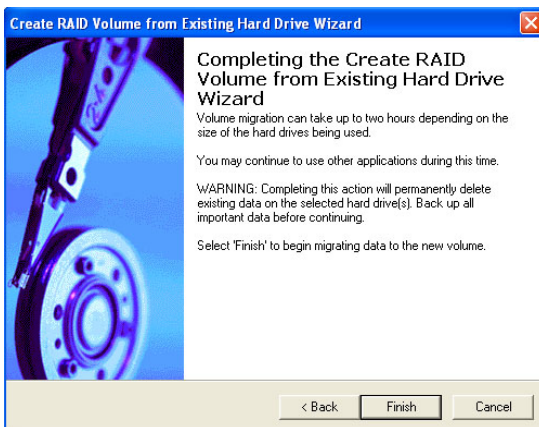 Create RAID Volume from Existing Hard Drive Wizard
Completing the Create RAID
Volume from Existing Hard Drive
Wizard
Volume migration can take up to two hours depending on the
size of the hard drives being used.
You may continue to use other applications during this time.
WARNING: Completing this action will permanently delete
existing data on the selected hard drive(s). Back up all
important data before continuing.
Select 'Finish' to begin migrating data to the new volume.
< Back
Finish
Cancel